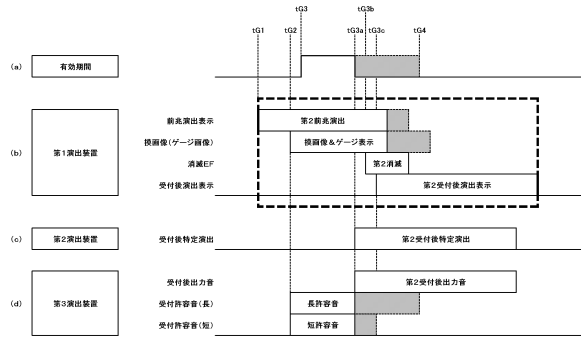 tG3 tG3b
tG1 tG2 tG3a tG3c tG4
(a) 有効期間
前兆演出表示 第2前兆演出
換画像(ゲージ画像) 換画像&ゲージ表示
(b) 第1演出装置
消滅EF 第2消滅
受付後演出表示 第2受付後演出表示
(c) 第2演出装置 受付後特定演出 第2受付後特定演出
受付後出力音 第2受付後出力音
(d) 第3演出装置 受付許容音(長) 長許容音
受付許容音(短) 短許容音